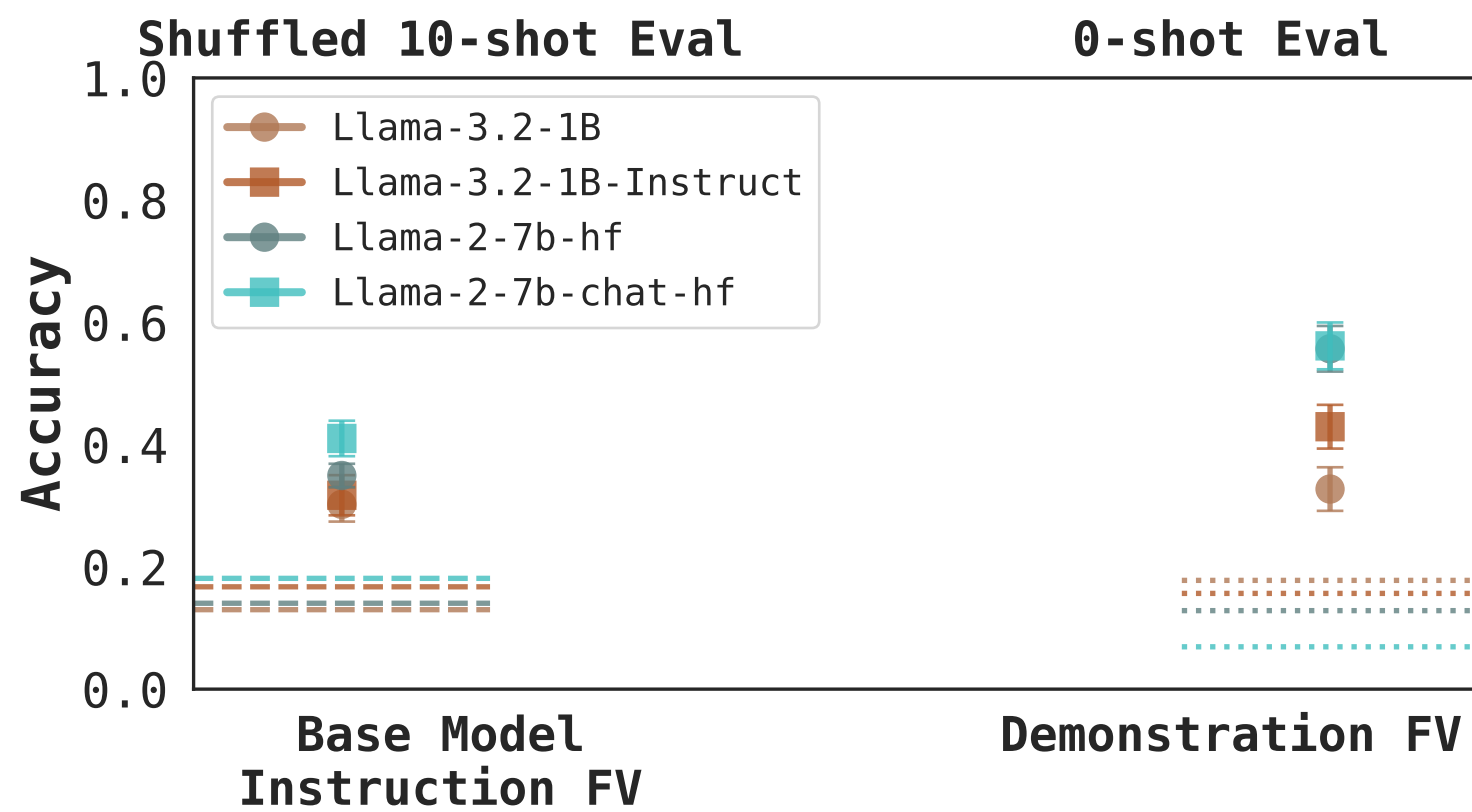 Shuffled 10-shot Eval
0-shot Eval
1.0
0.8
0.6
0.4
0.2
0.0
Accuracy
Llama-3.2-1B
Llama-3.2-1B-Instruct
Llama-2-7b-hf
Llama-2-7b-chat-hf
Base Model
Instruction FV
Demonstration FV